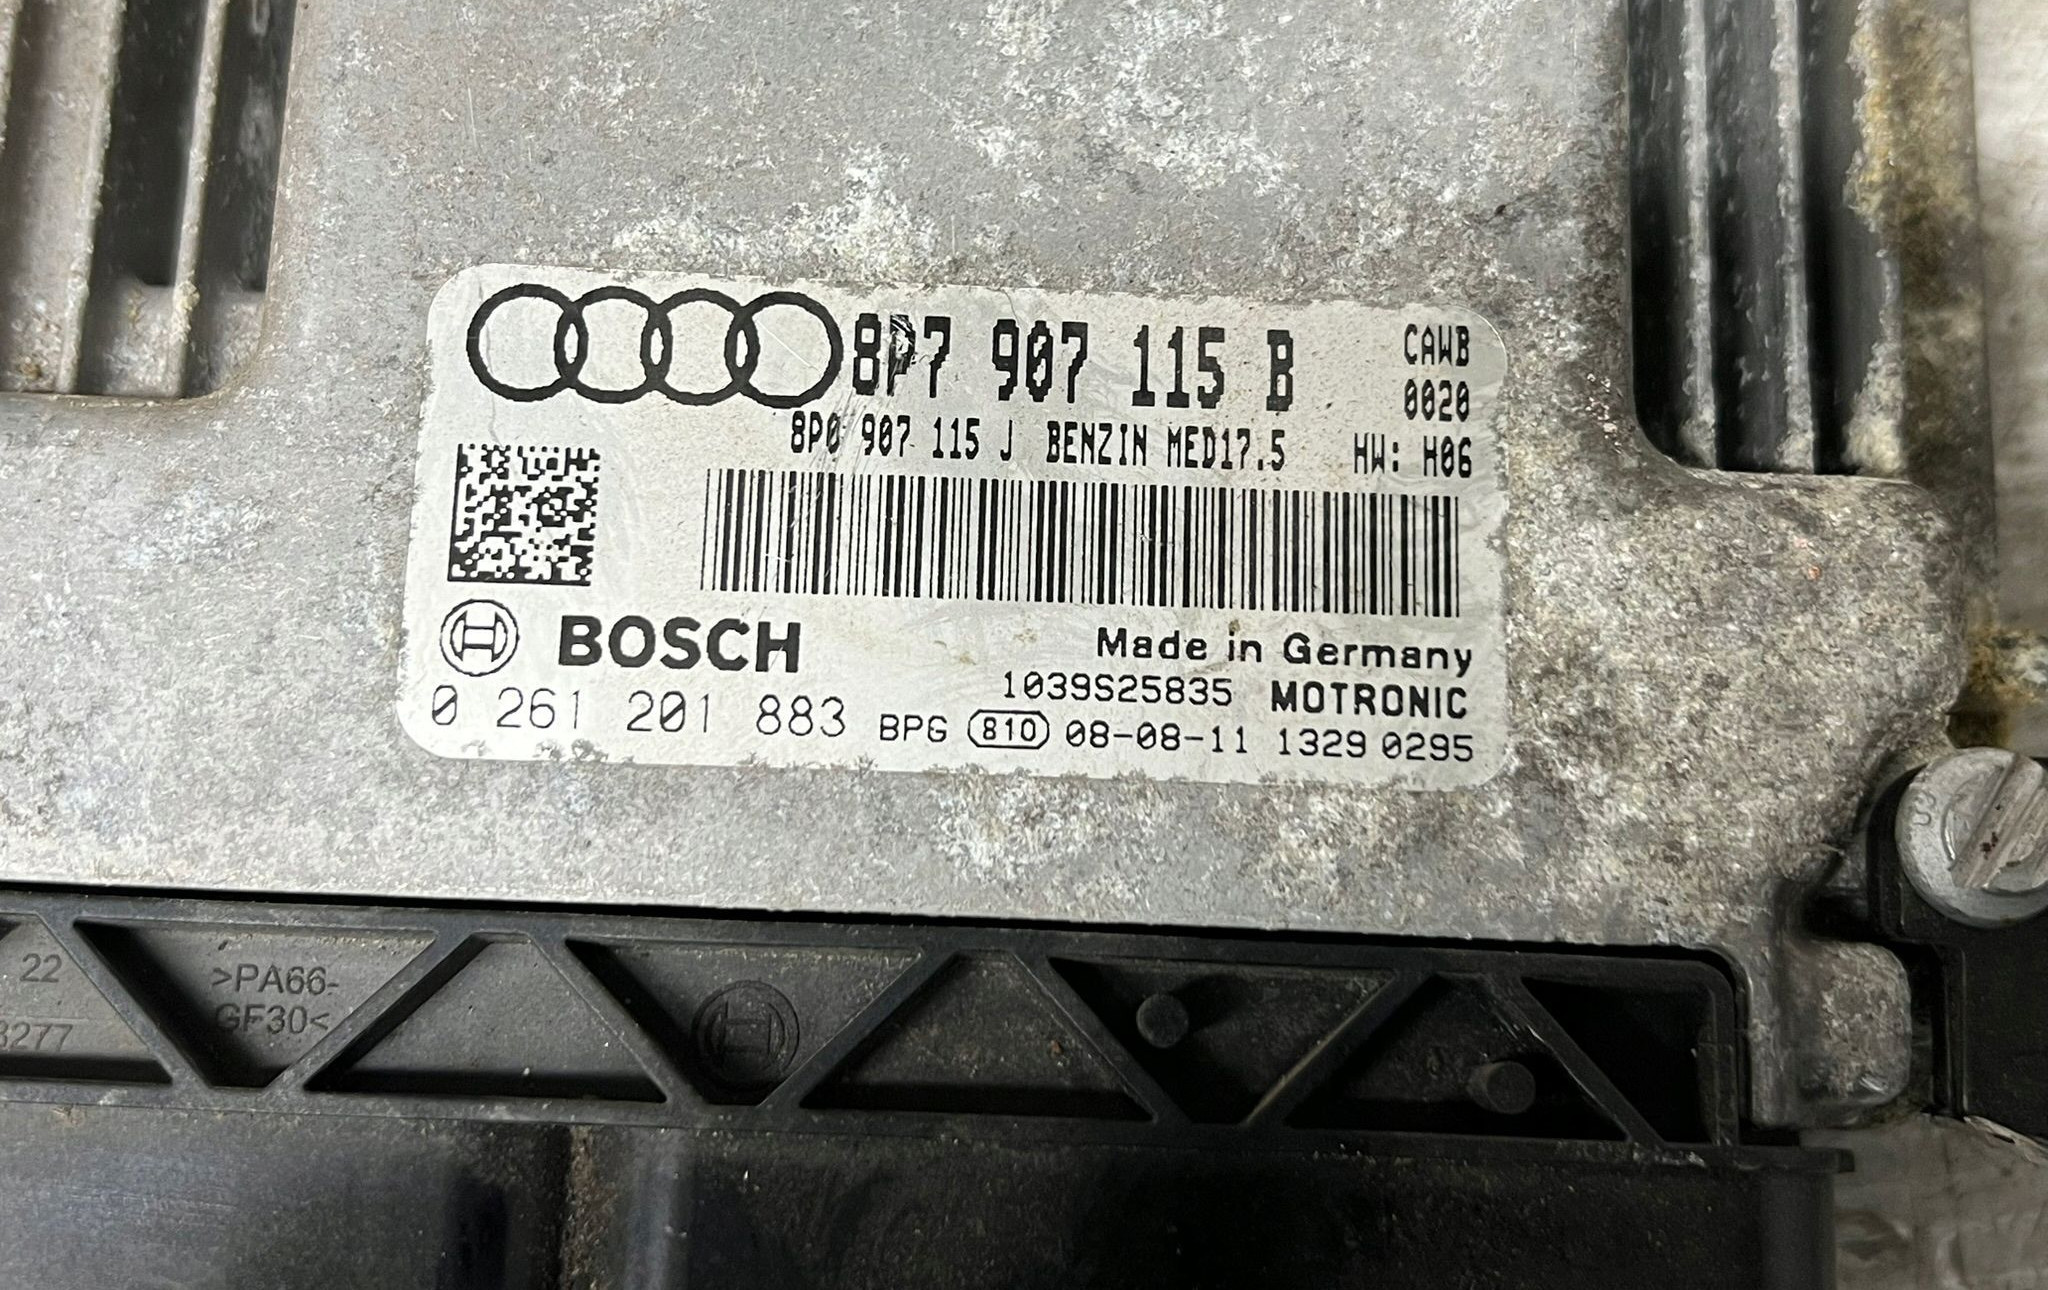 8P7 907 115 B
CAWB
0020
8P0 907 115 J BENZIN MED17.5 HW: H06
BOSCH
Made in Germany
1039S25835 MOTRONIC
0 261 201 883 BPG 810 08-08-11 1329 0295
22
>PA66-
GF30<
3277